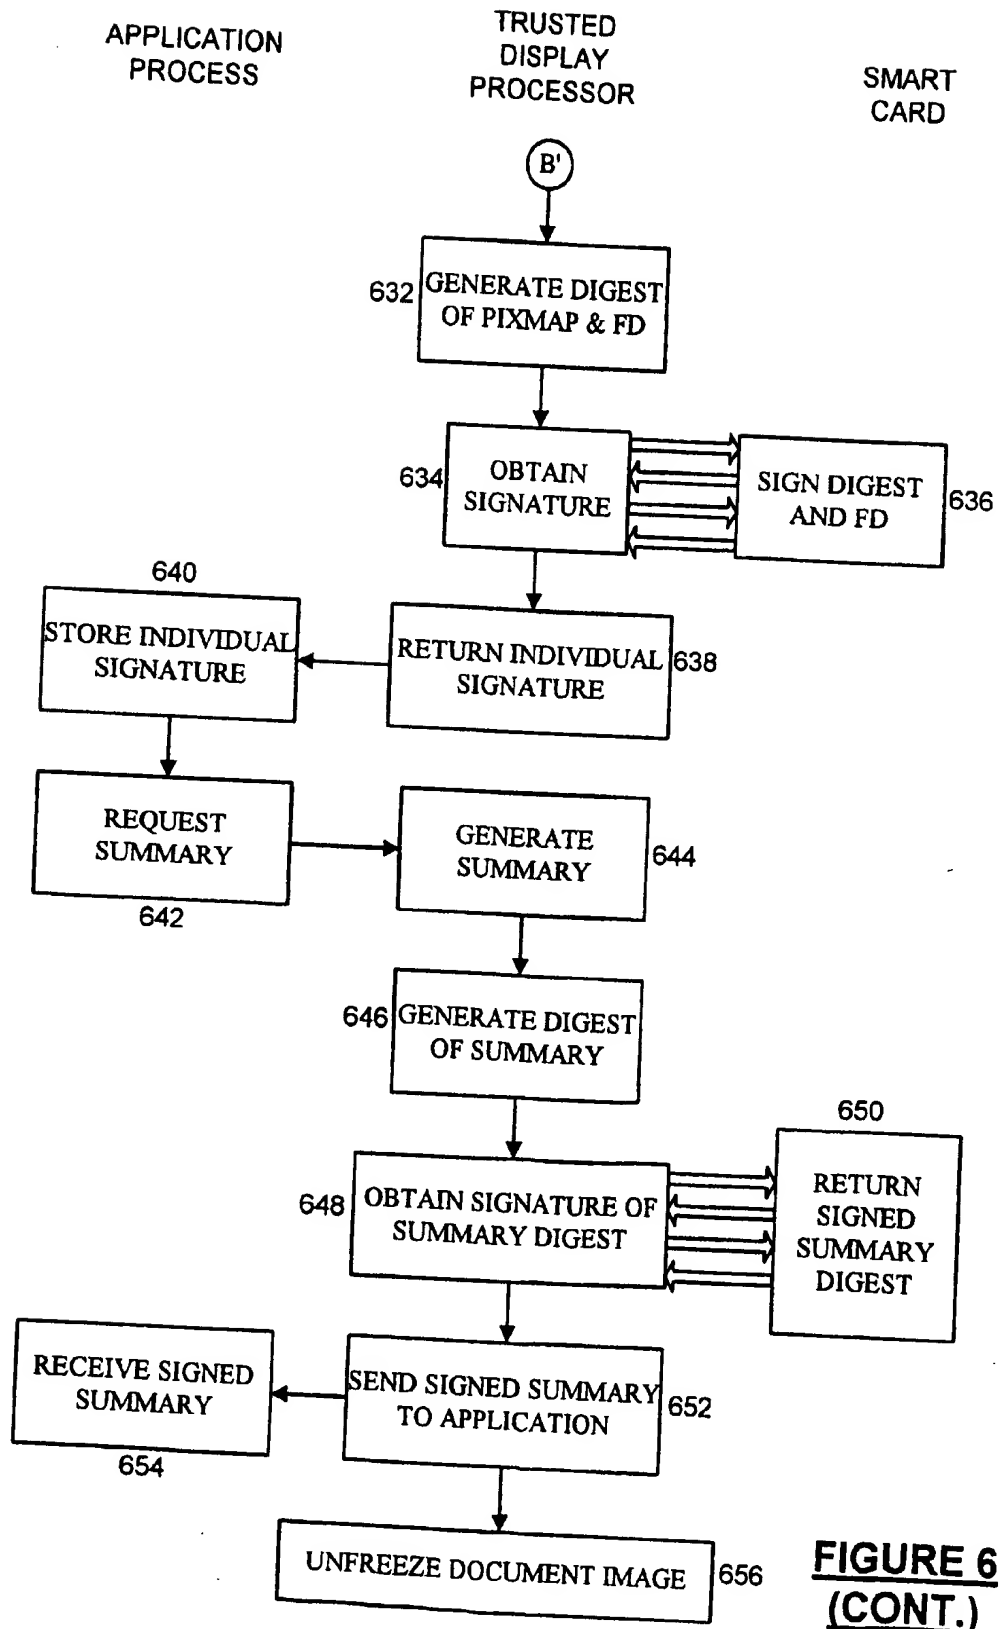 APPLICATION
PROCESS
TRUSTED
DISPLAY
PROCESSOR
SMART
CARD
B'
632
GENERATE DIGEST
OF PIXMAP & FD
634
OBTAIN
SIGNATURE
SIGN DIGEST
AND FD
636
640
STORE INDIVIDUAL
SIGNATURE
RETURN INDIVIDUAL
SIGNATURE
638
REQUEST
SUMMARY
642
GENERATE
SUMMARY
644
646
GENERATE DIGEST
OF SUMMARY
648
OBTAIN SIGNATURE OF
SUMMARY DIGEST
650
RETURN
SIGNED
SUMMARY
DIGEST
RECEIVE SIGNED
SUMMARY
654
SEND SIGNED SUMMARY
TO APPLICATION
652
UNFREEZE DOCUMENT IMAGE
656
FIGURE 6
(CONT.)